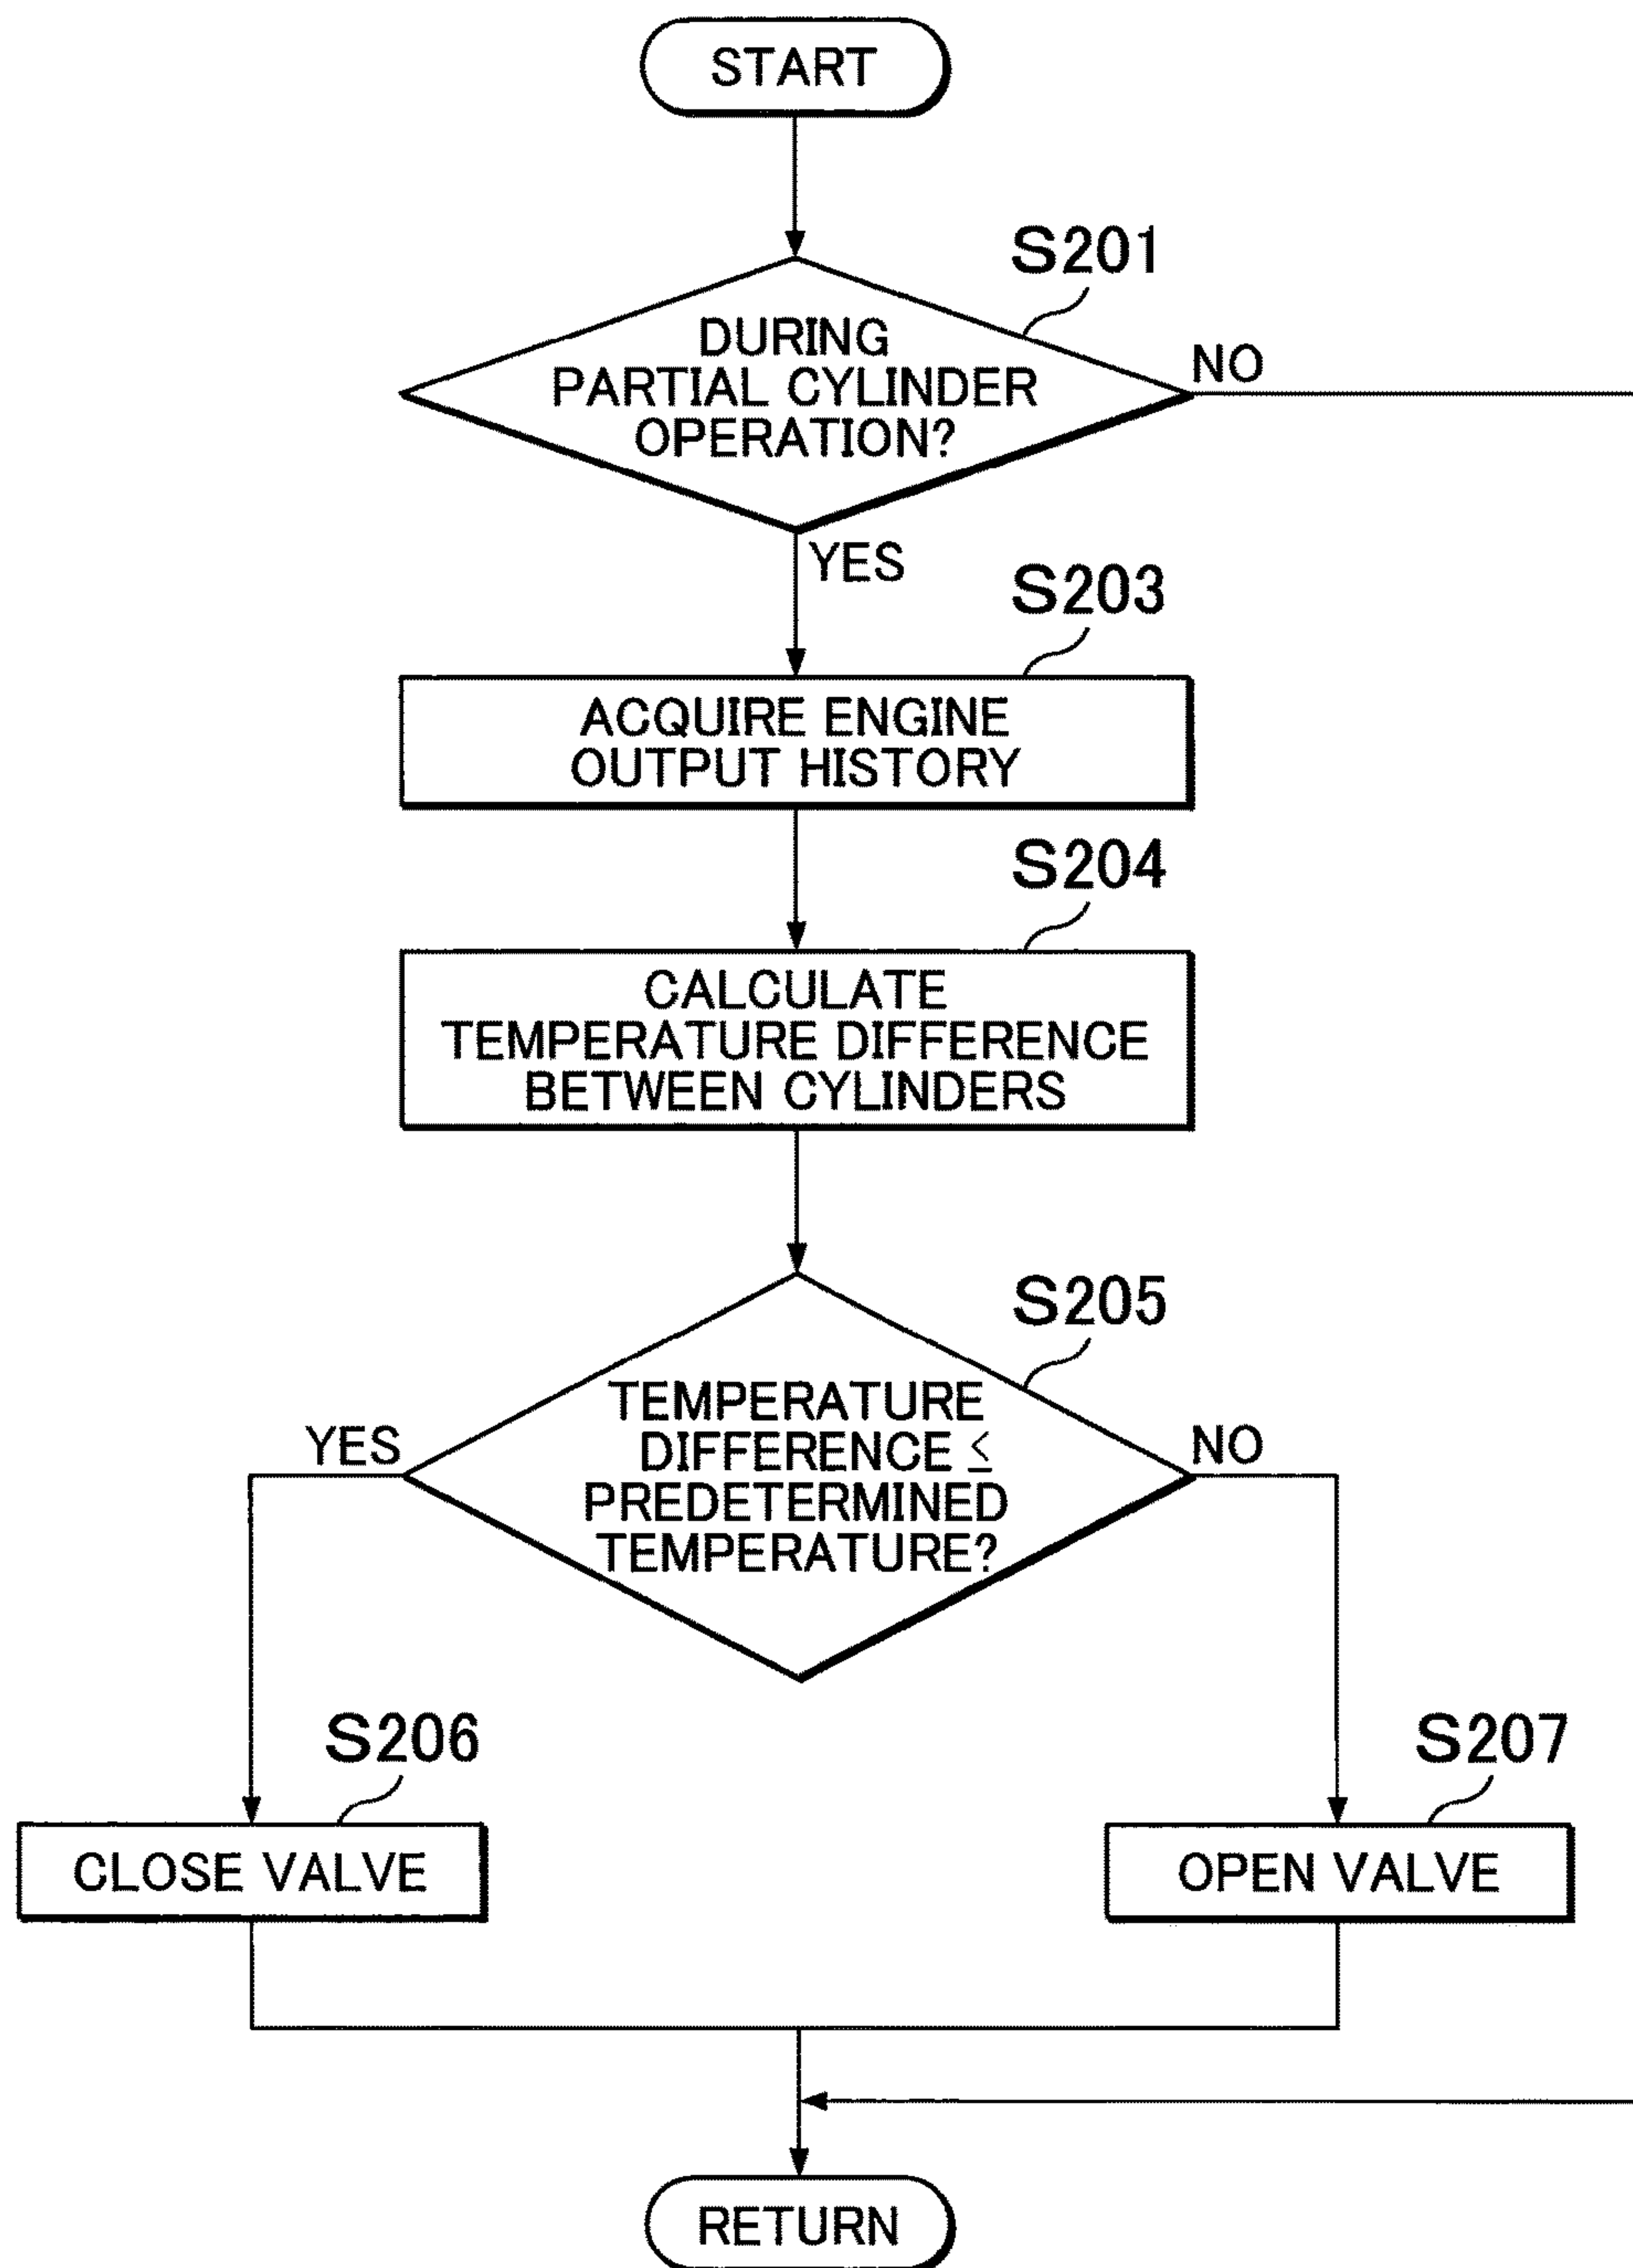 START
S201
DURING
PARTIAL CYLINDER
OPERATION?
NO
YES
S203
ACQUIRE ENGINE
OUTPUT HISTORY
S204
CALCULATE
TEMPERATURE DIFFERENCE
BETWEEN CYLINDERS
S205
TEMPERATURE
DIFFERENCE ≤
PREDETERMINED
TEMPERATURE?
YES
NO
S206
CLOSE VALVE
S207
OPEN VALVE
RETURN